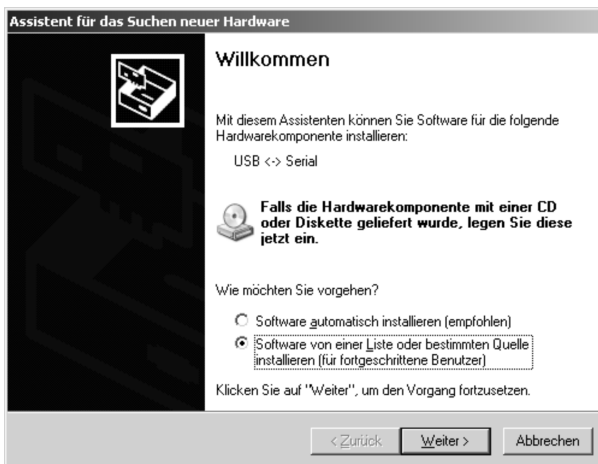 Assistent für das Suchen neuer Hardware
Willkommen
Mit diesem Assistenten können Sie Software für die folgende
Hardwarekomponente installieren:
USB <-> Serial
Falls die Hardwarekomponente mit einer CD
oder Diskette geliefert wurde, legen Sie diese
jetzt ein.
Wie möchten Sie vorgehen?
Software automatisch installieren (empfohlen)
Software von einer Liste oder bestimmten Quelle
installieren (für fortgeschrittene Benutzer)
Klicken Sie auf "Weiter", um den Vorgang fortzusetzen.
< Zurück Weiter > Abbrechen